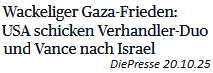 Wackeliger Gaza-Frieden:
USA schicken Verhandler-Duo
und Vance nach Israel
DiePresse 20.10.25